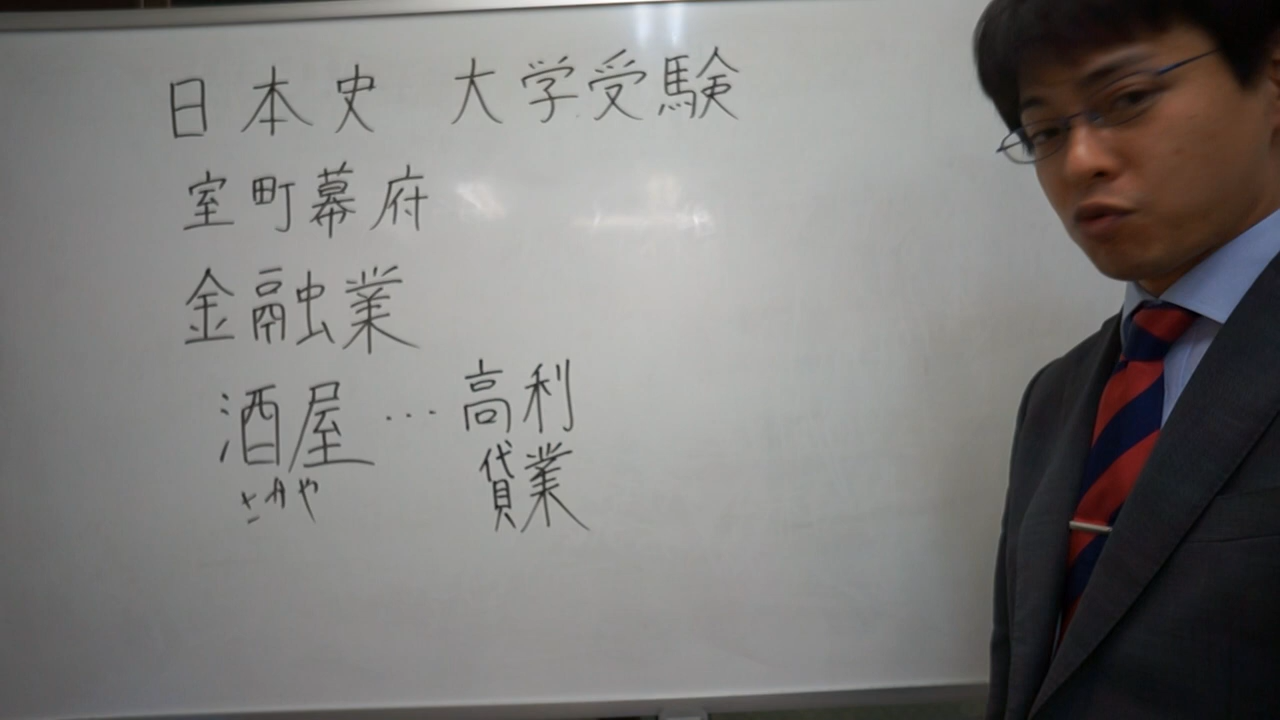 日本史 大学受験
室町幕府
金融業
酒屋…高利
貸業
さかや